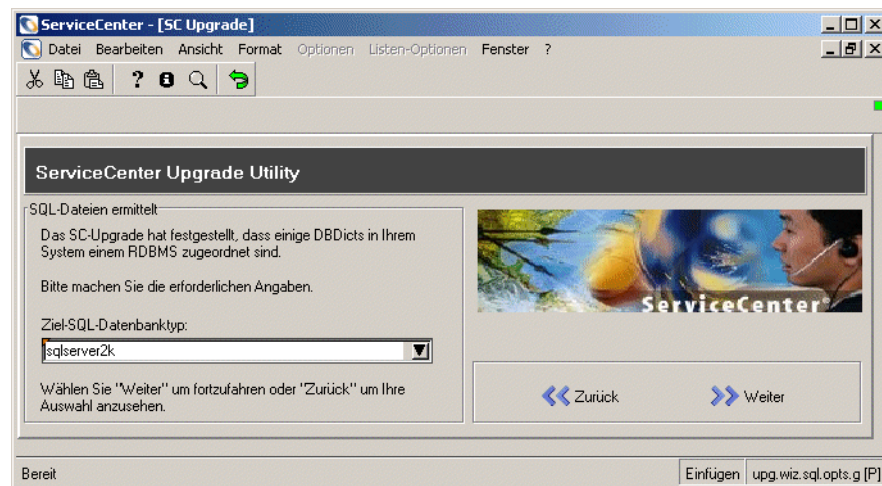 ServiceCenter - [SC Upgrade]
Datei Bearbeiten Ansicht Format Optionen Listen-Optionen Fenster ?
ServiceCenter Upgrade Utility
SQL-Dateien ermittelt
Das SC-Upgrade hat festgestellt, dass einige DBDicts in Ihrem
System einem RDBMS zugeordnet sind.
Bitte machen Sie die erforderlichen Angaben.
Ziel-SQL-Datenbanktyp:
sqlserver2k
Wählen Sie "Weiter" um fortzufahren oder "Zurück" um Ihre
Auswahl anzusehen.
ServiceCenter®
Zurück
Weiter
Bereit
Einfügen
upg.wiz.sql.opts.g [P]